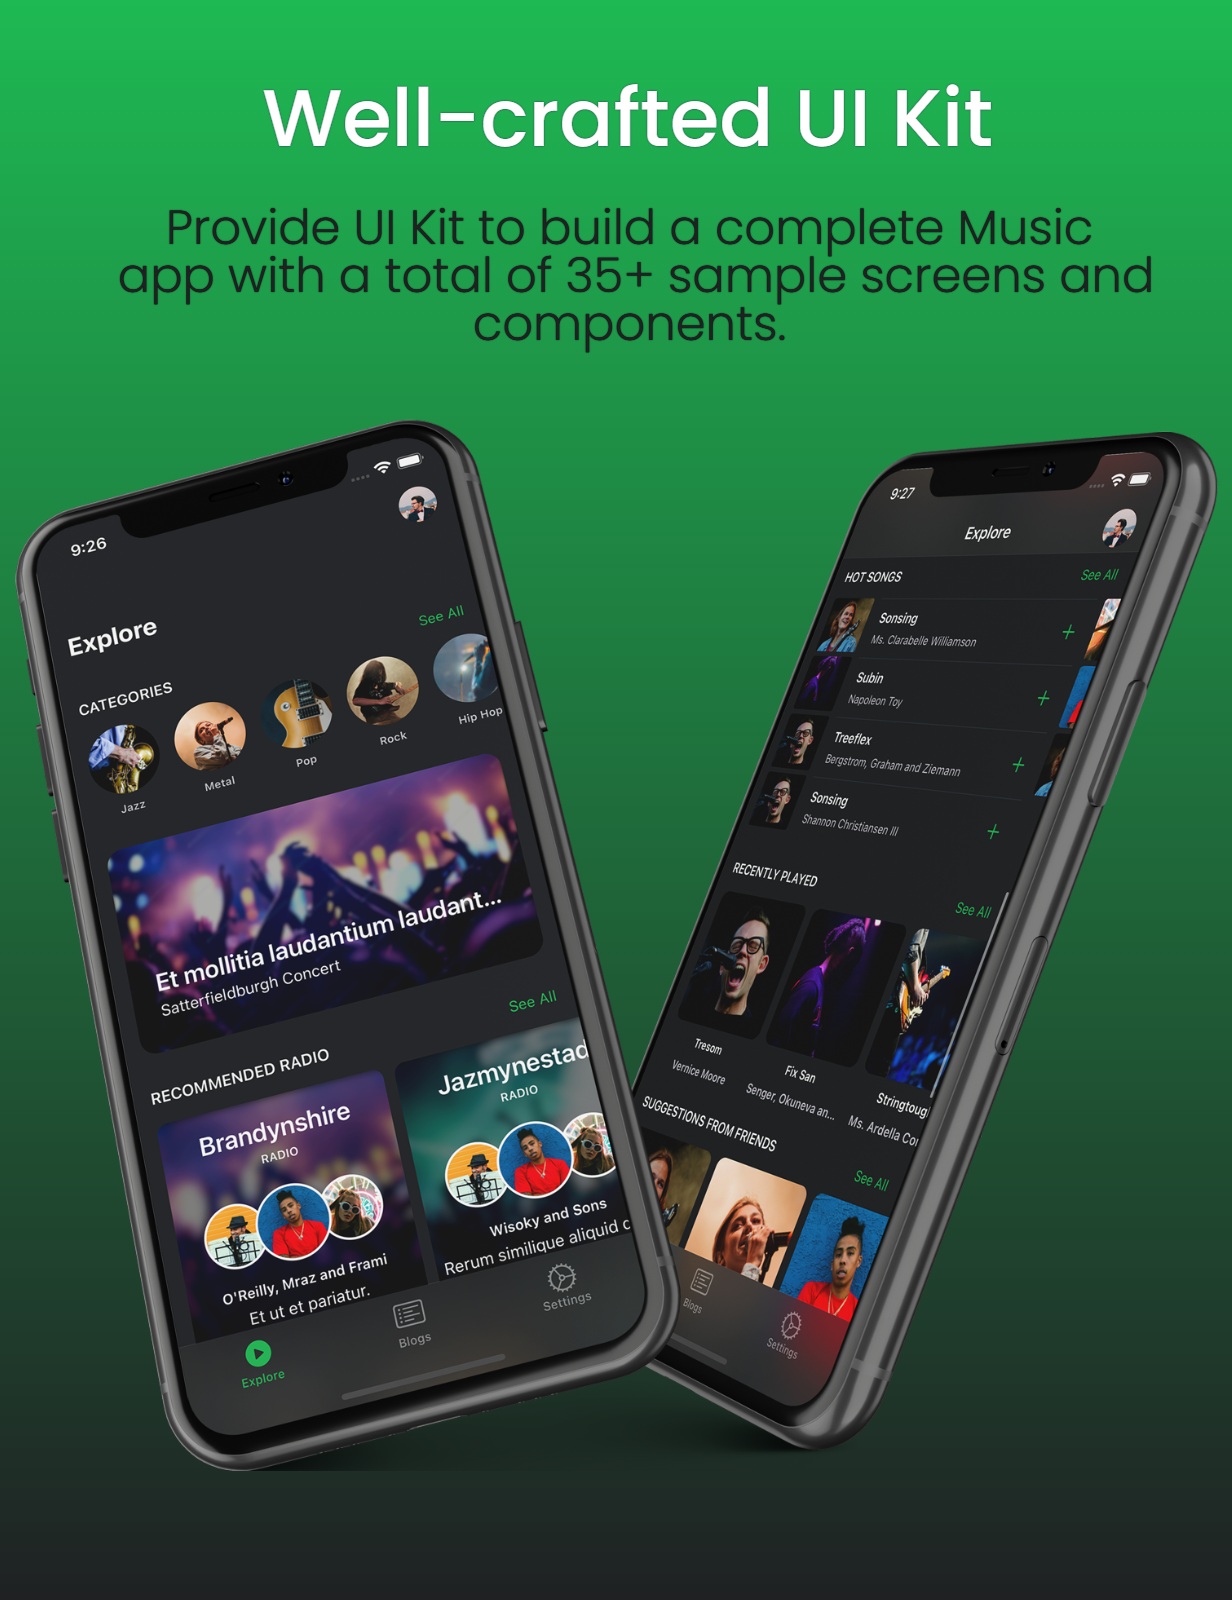 Well-crafted UI Kit
Provide UI Kit to build a complete Music
app with a total of 35+ sample screens and
components.
9:26
Explore
See All
CATEGORIES
Jazz
Metal
Pop
Rock
Hip Hop
Et mollitia laudantium laudant...
Satterfieldburgh Concert
See All
RECOMMENDED RADIO
Brandynshire
RADIO
O'Reilly, Mraz and Frami
Et ut et pariatur.
Jazmynestad
RADIO
Wisoky and Sons
Rerum similique aliquid
Explore
Blogs
Settings
9:27
Explore
HOT SONGS
See All
Sonsing
Ms. Clarabelle Williamson
+
Subin
Napoleon Toy
+
Treeflex
Bergstrom, Graham and Ziemann
+
Sonsing
Shannon Christiansen III
+
RECENTLY PLAYED
See All
Tresom
Vernice Moore
Fix San
Senger, Okuneva an...
Stringtoug
Ms. Ardella Co
SUGGESTIONS FROM FRIENDS
See All
Blogs
Settings